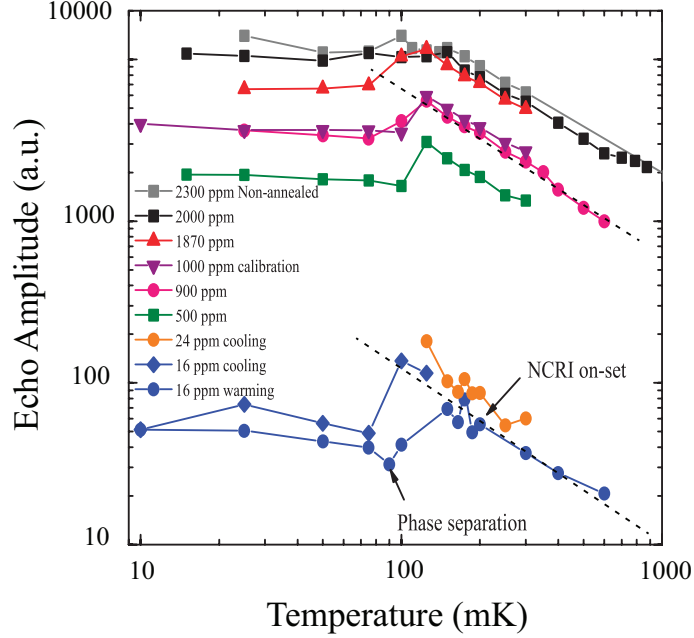 10000
1000
100
10
Echo Amplitude (a.u.)
2300 ppm Non-annealed
2000 ppm
1870 ppm
1000 ppm calibration
900 ppm
500 ppm
24 ppm cooling
16 ppm cooling
16 ppm warming
NCRI on-set
Phase separation
10
100
1000
Temperature (mK)